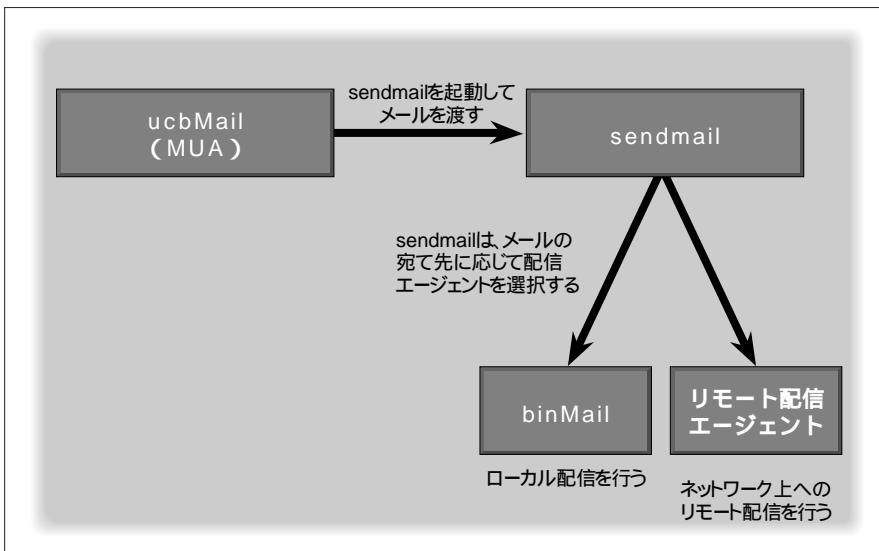 ucbMail
(MUA)
sendmailを起動して
メールを渡す
sendmail
sendmailは、メールの
宛て先に応じて配信
エージェントを選択する
binMail
ローカル配信を行う
リモート配信
エージェント
ネットワーク上への
リモート配信を行う